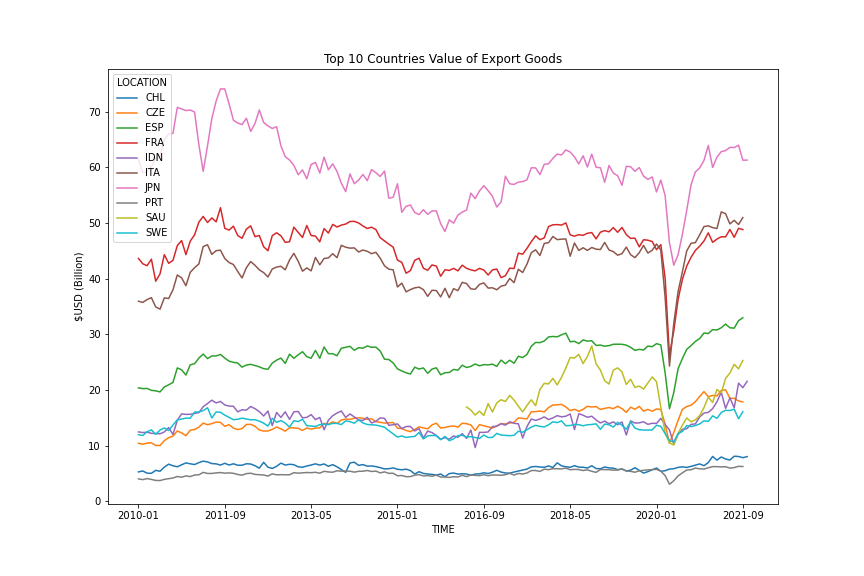 Top 10 Countries Value of Export Goods
LOCATION
CHL
CZE
ESP
FRA
IDN
ITA
JPN
PRT
SAU
SWE
$USD (Billion)
70
60
50
40
30
20
10
0
2010-01 2011-09 2013-05 2015-01 2016-09 2018-05 2020-01 2021-09
TIME